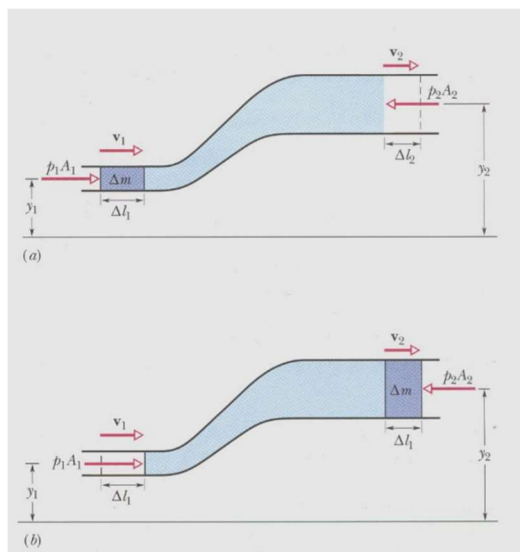 v₂
p₂A₂
v₁
p₁A₁
Δm
Δl₂
y₂
y₁
Δl₁
(a)
v₂
Δm
p₂A₂
v₁
p₁A₁
Δl₁
y₂
y₁
Δl₁
(b)